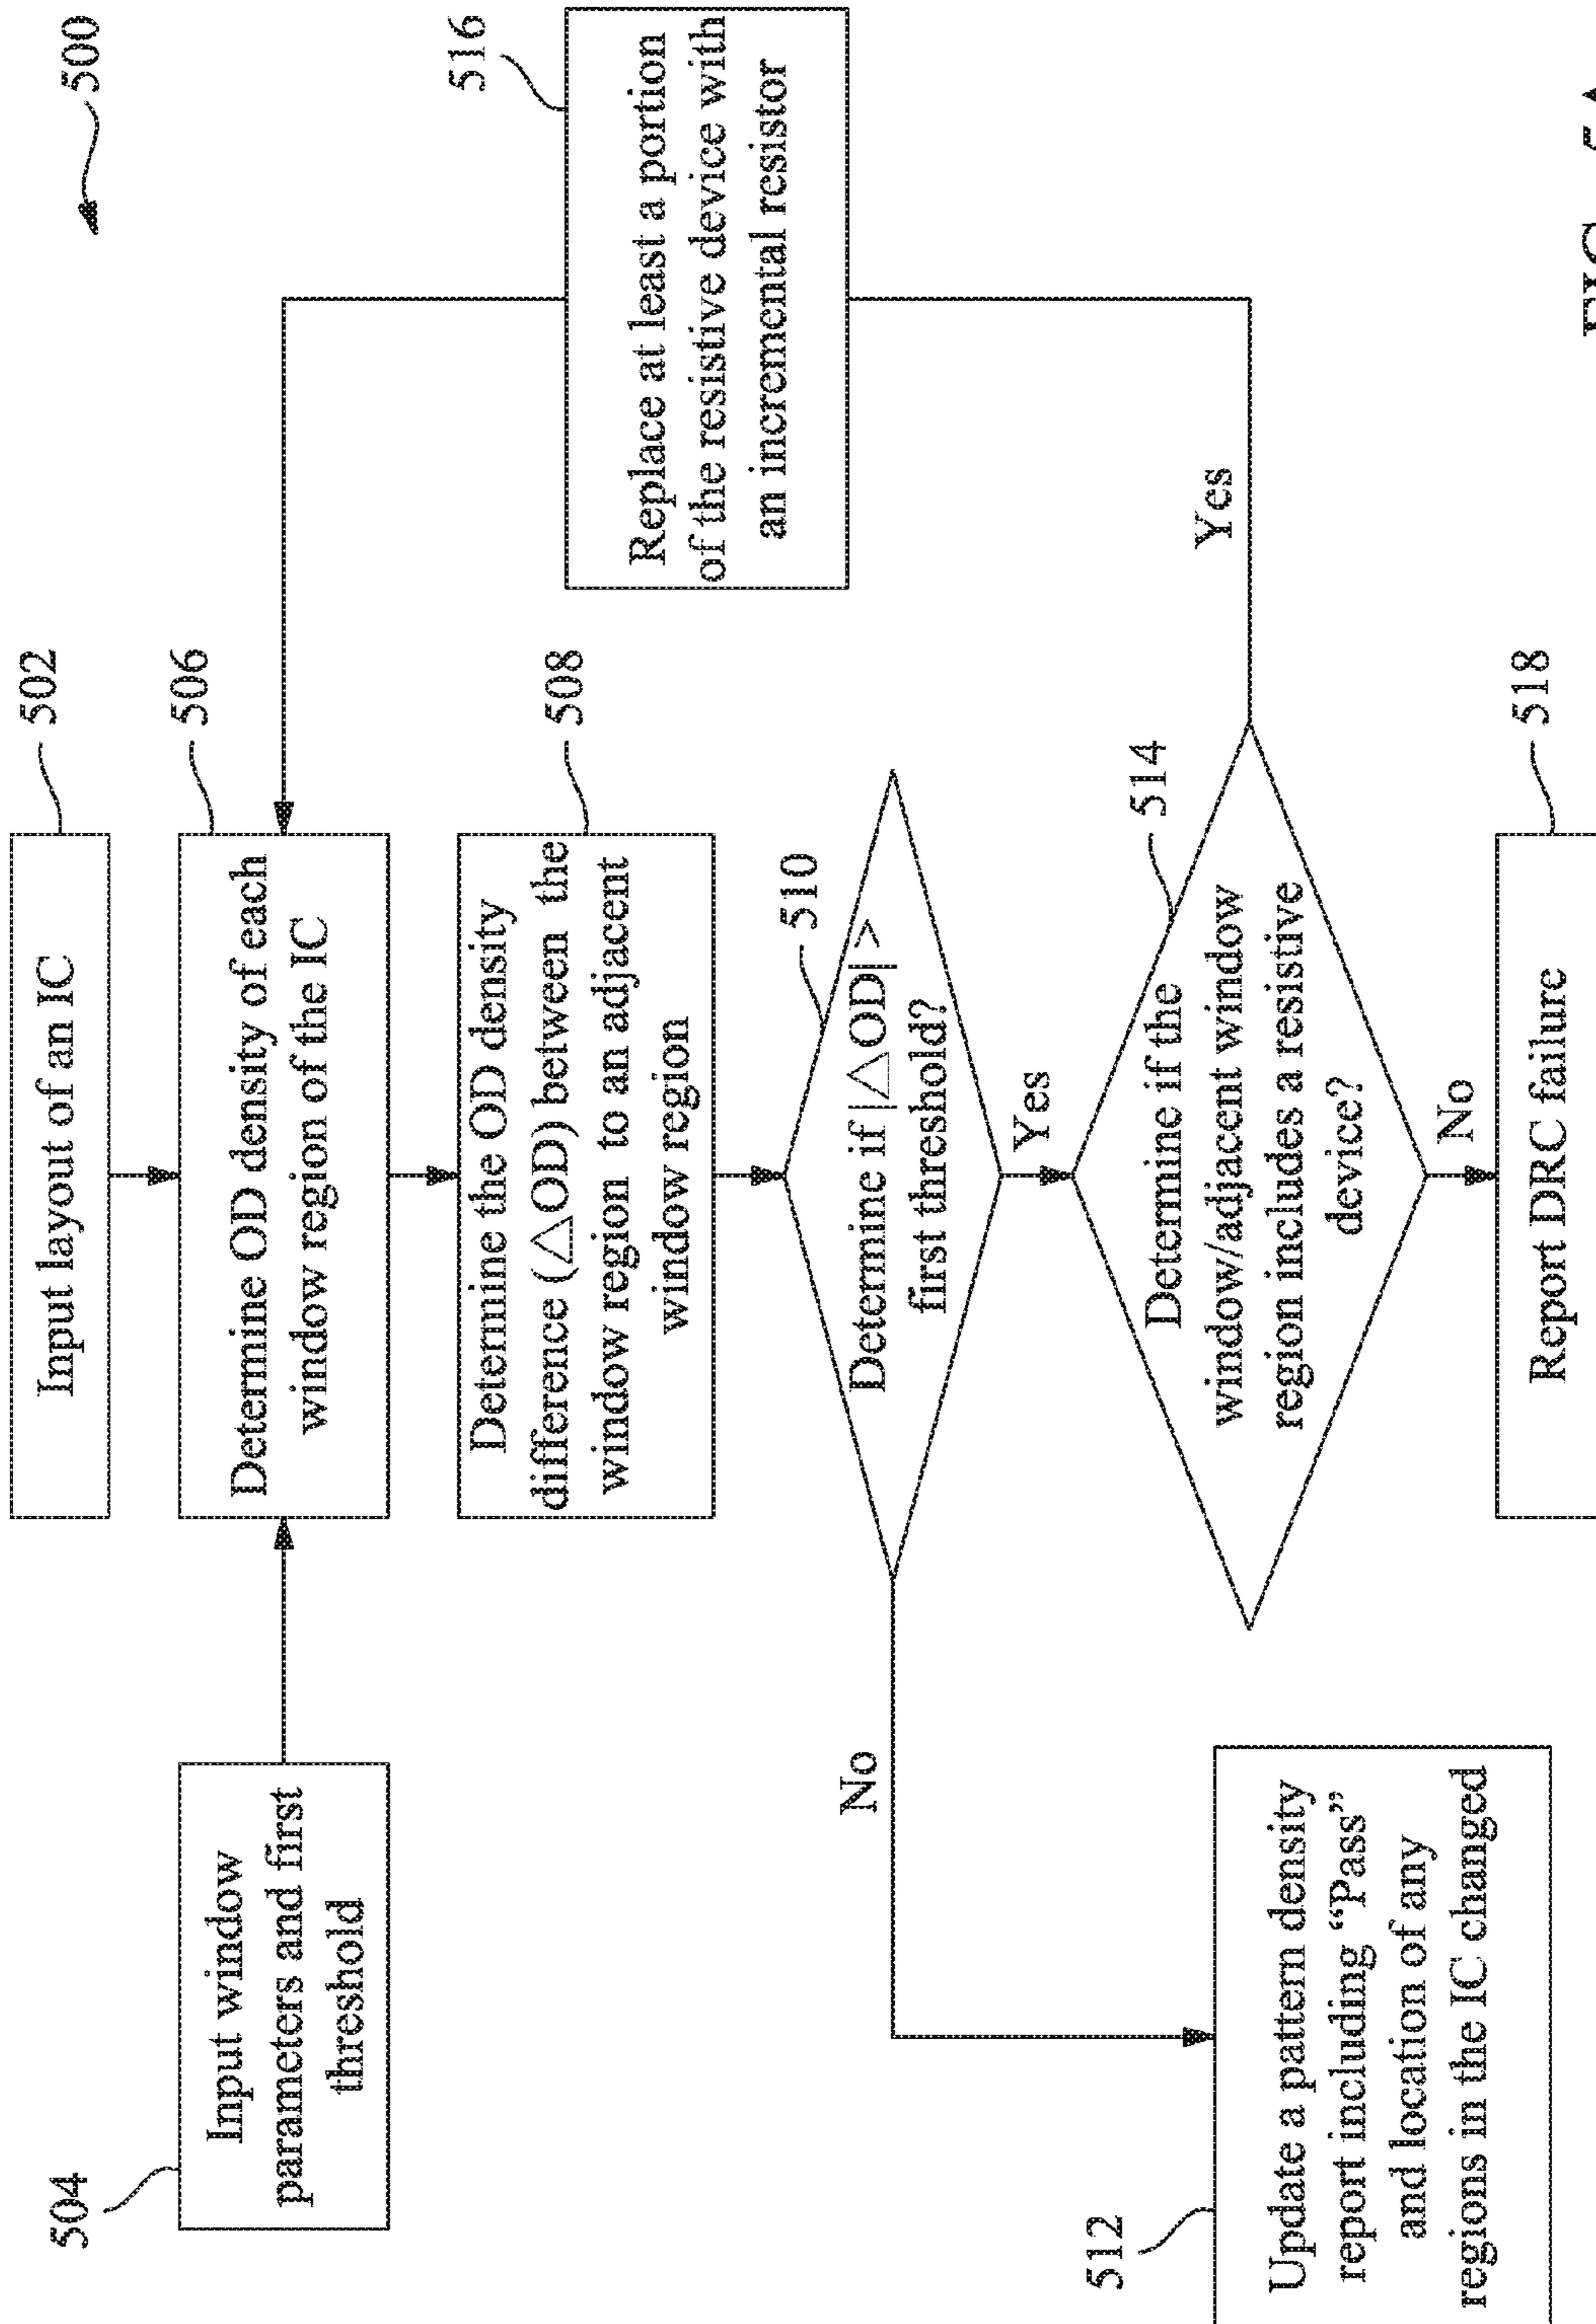 500
502
Input layout of an IC
504
Input window
parameters and first
threshold
506
Determine OD density of each
window region of the IC
508
Determine the OD density
difference (△OD) between the
window region to an adjacent
window region
510
Determine if |△OD| >
first threshold?
No
Yes
512
Update a pattern density
report including “Pass”
and location of any
regions in the IC changed
514
Determine if the
window/adjacent window
region includes a resistive
device?
Yes
No
516
Replace at least a portion
of the resistive device with
an incremental resistor
518
Report DRC failure